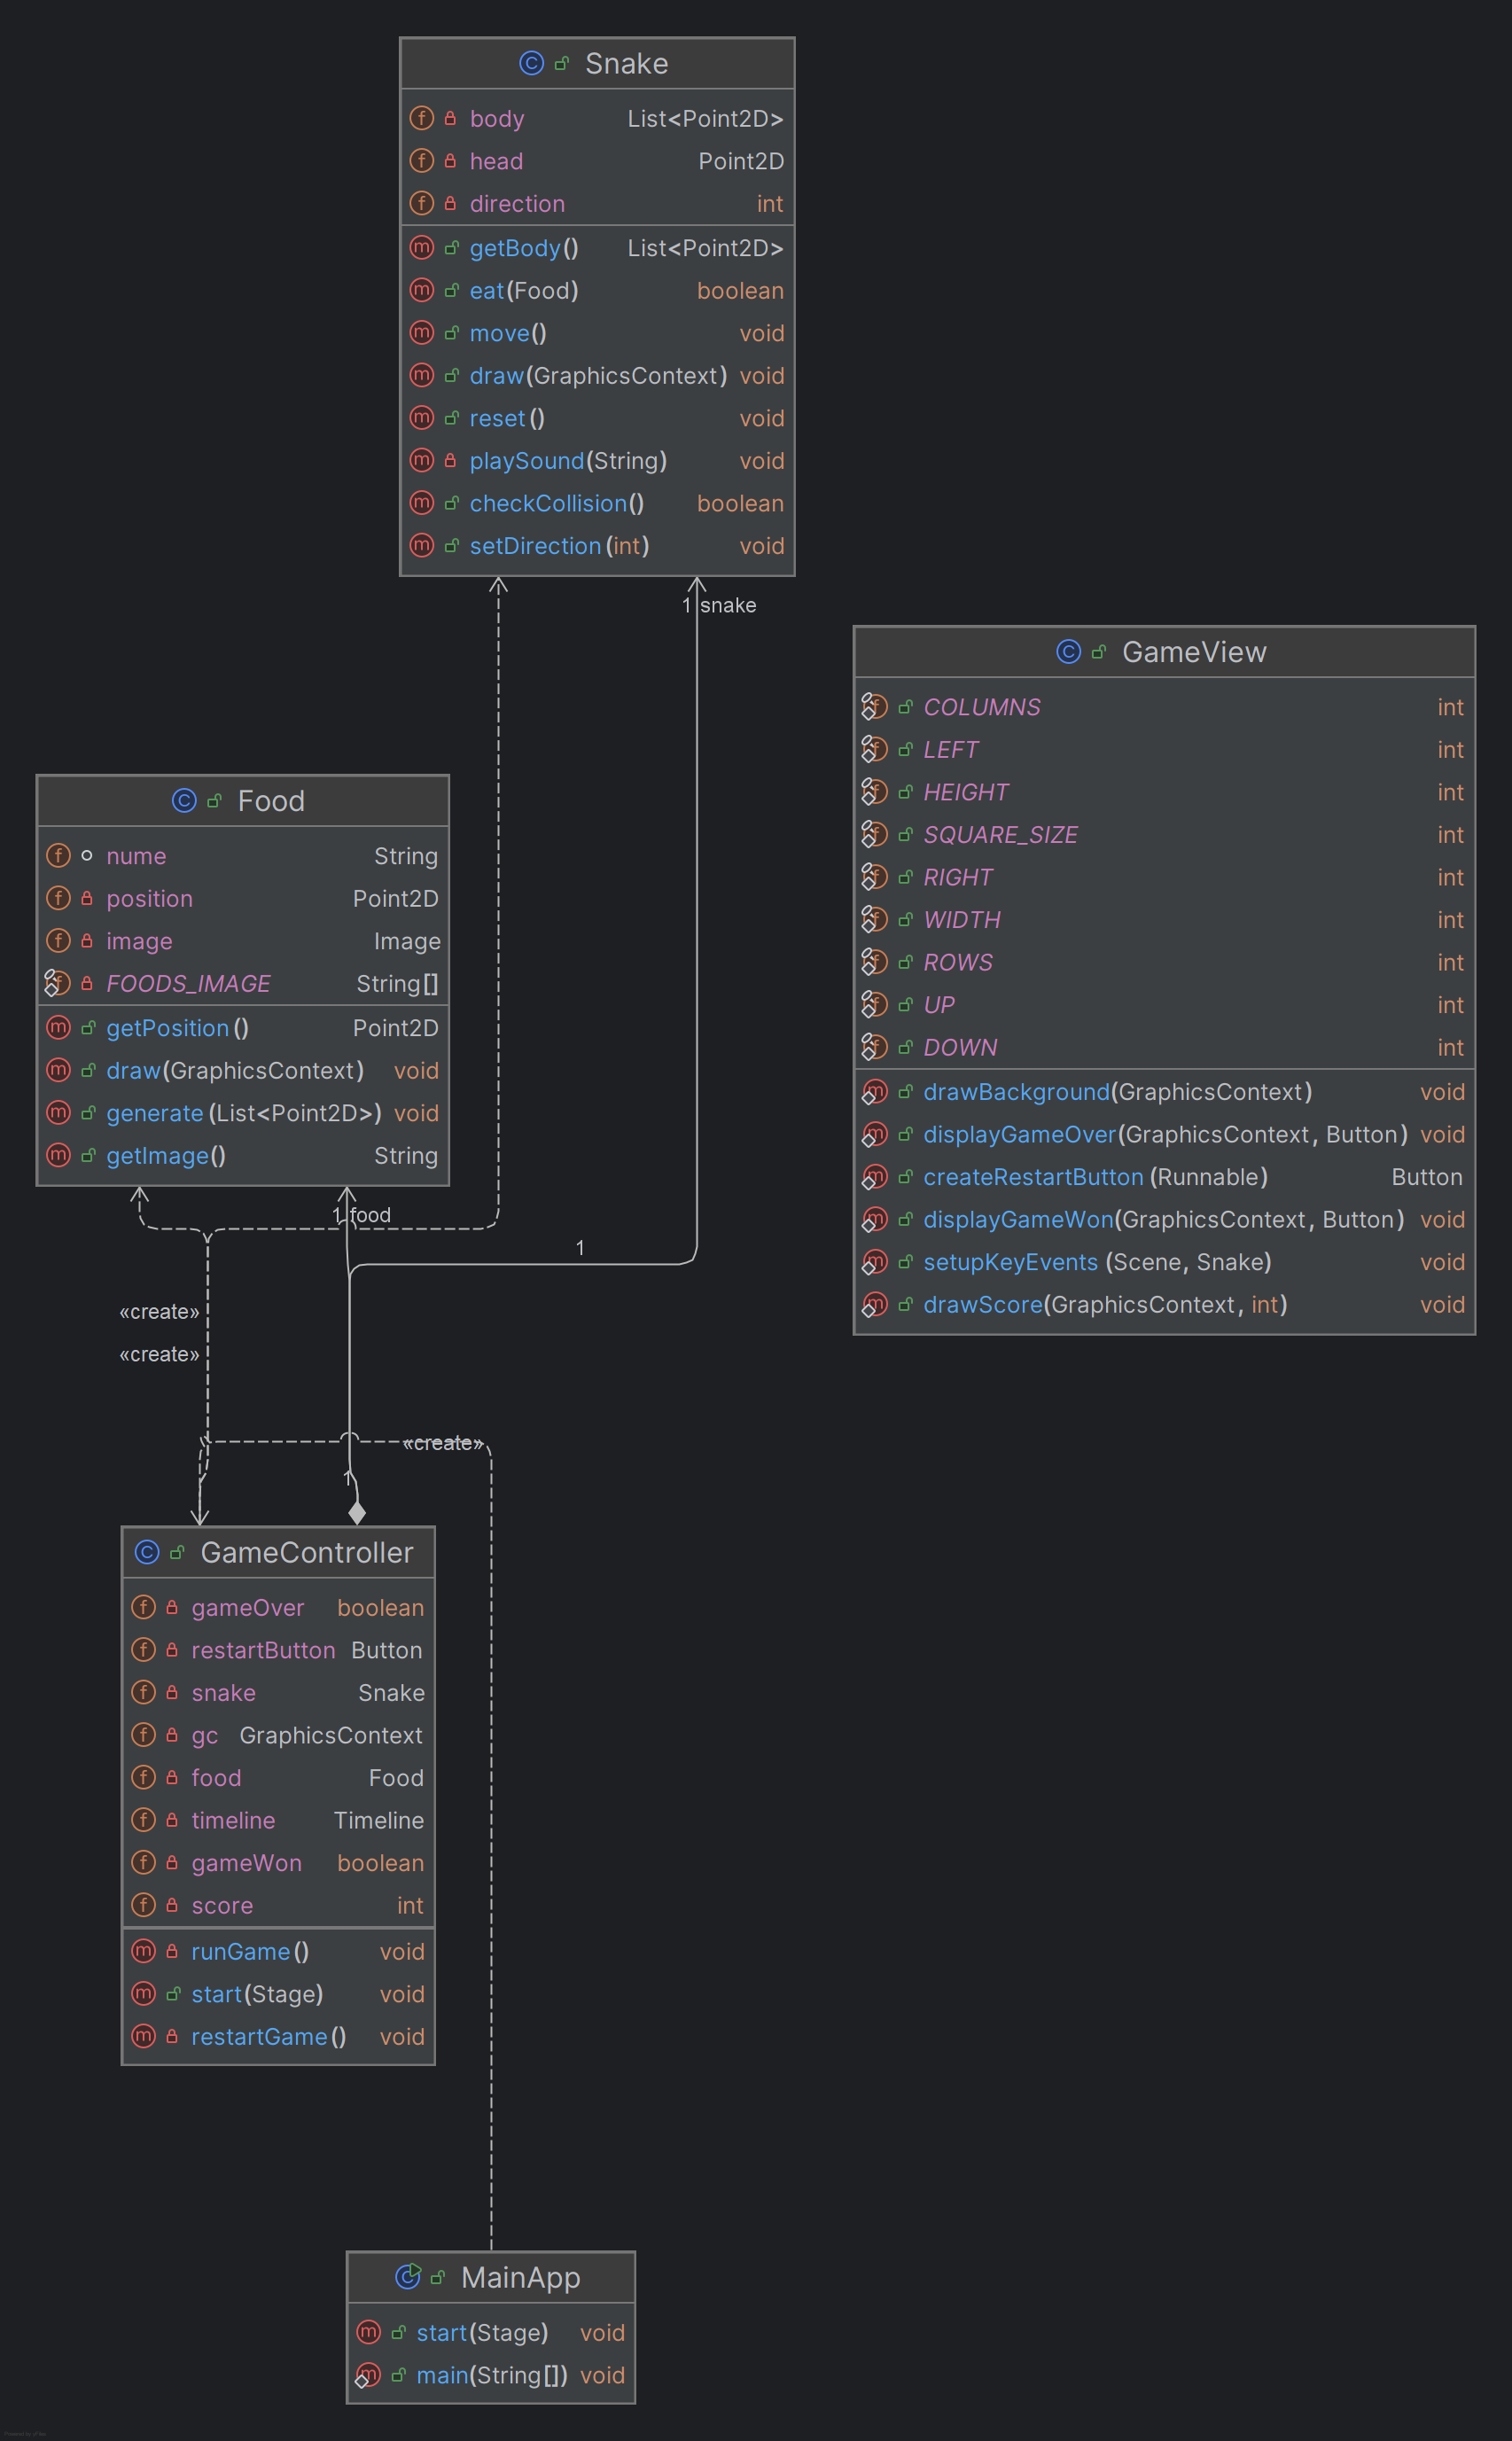 Snake
body List<Point2D>
head Point2D
direction int
getBody() List<Point2D>
eat(Food) boolean
move() void
draw(GraphicsContext) void
reset() void
playSound(String) void
checkCollision() boolean
setDirection(int) void
1 snake
GameView
COLUMNS int
LEFT int
HEIGHT int
SQUARE_SIZE int
RIGHT int
WIDTH int
ROWS int
UP int
DOWN int
drawBackground(GraphicsContext) void
displayGameOver(GraphicsContext, Button) void
createRestartButton(Runnable) Button
displayGameWon(GraphicsContext, Button) void
setupKeyEvents(Scene, Snake) void
drawScore(GraphicsContext, int) void
Food
nume String
position Point2D
image Image
FOODS_IMAGE String[]
getPosition() Point2D
draw(GraphicsContext) void
generate(List<Point2D>) void
getImage() String
1 food
1
«create»
«create»
«create»
1
GameController
gameOver boolean
restartButton Button
snake Snake
gc GraphicsContext
food Food
timeline Timeline
gameWon boolean
score int
runGame() void
start(Stage) void
restartGame() void
MainApp
start(Stage) void
main(String[]) void